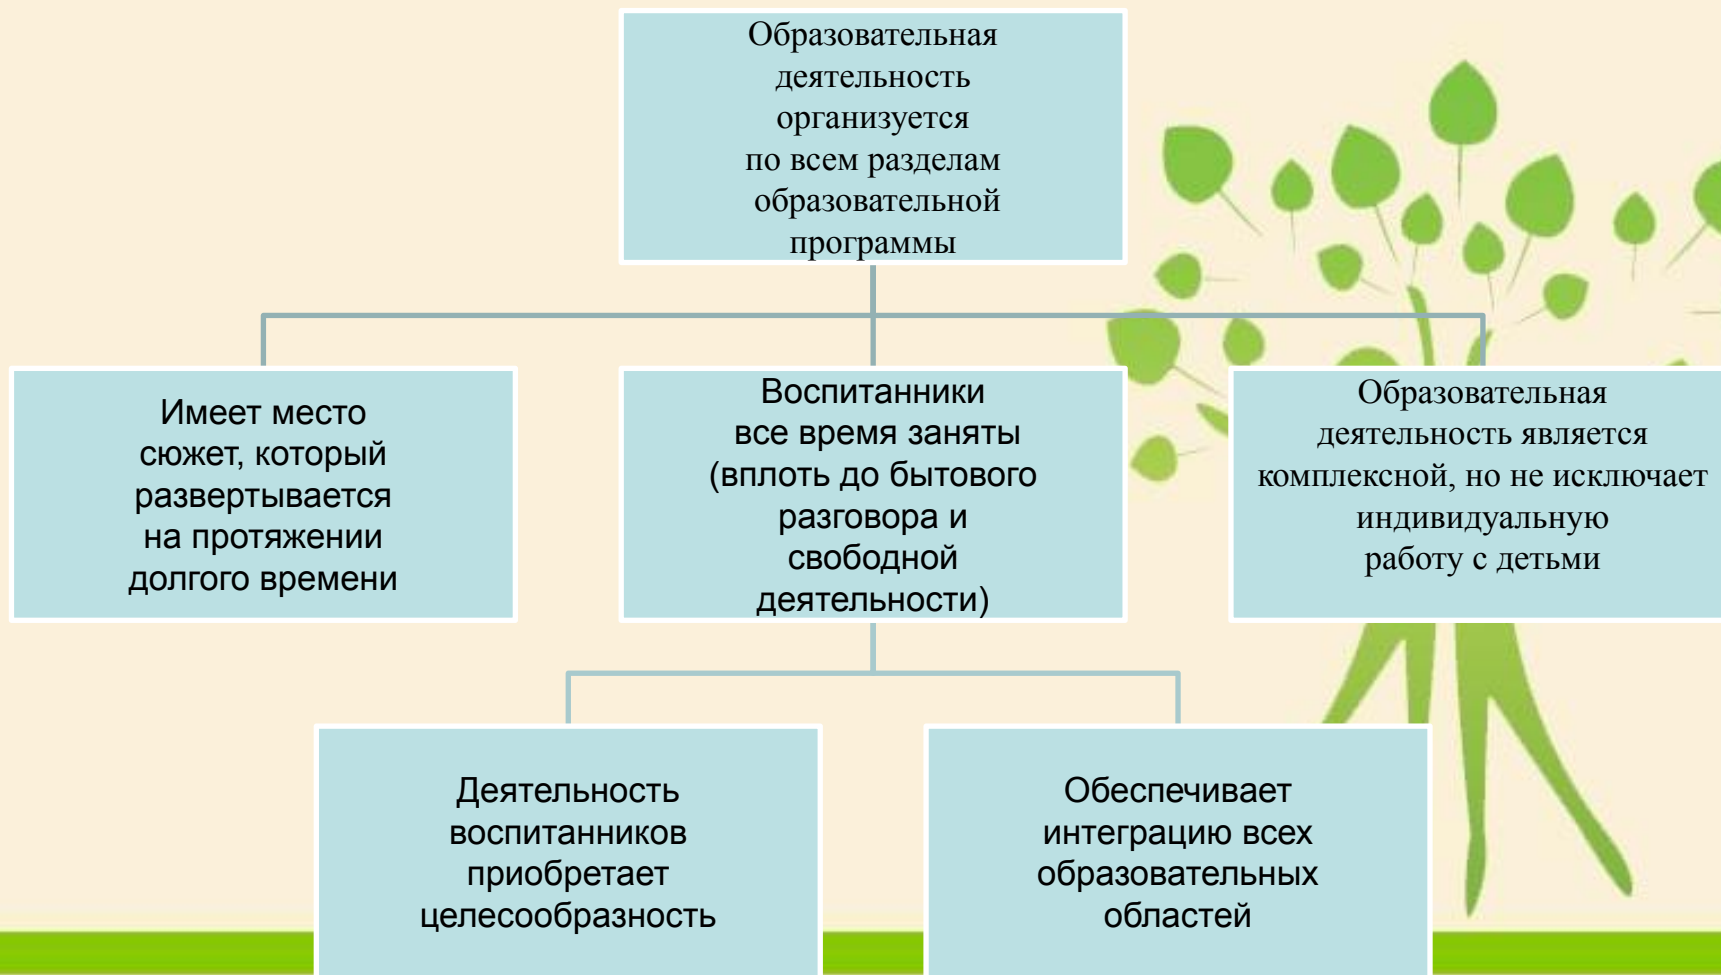 Образовательная
деятельность
организуется
по всем разделам
образовательной
программы
Имеет место
сюжет, который
развертывается
на протяжении
долгого времени
Воспитанники
все время заняты
(вплоть до бытового
разговора и
свободной
деятельности)
Образовательная
деятельность является
комплексной, но не исключает
индивидуальную
работу с детьми
Деятельность
воспитанников
приобретает
целесообразность
Обеспечивает
интеграцию всех
образовательных
областей